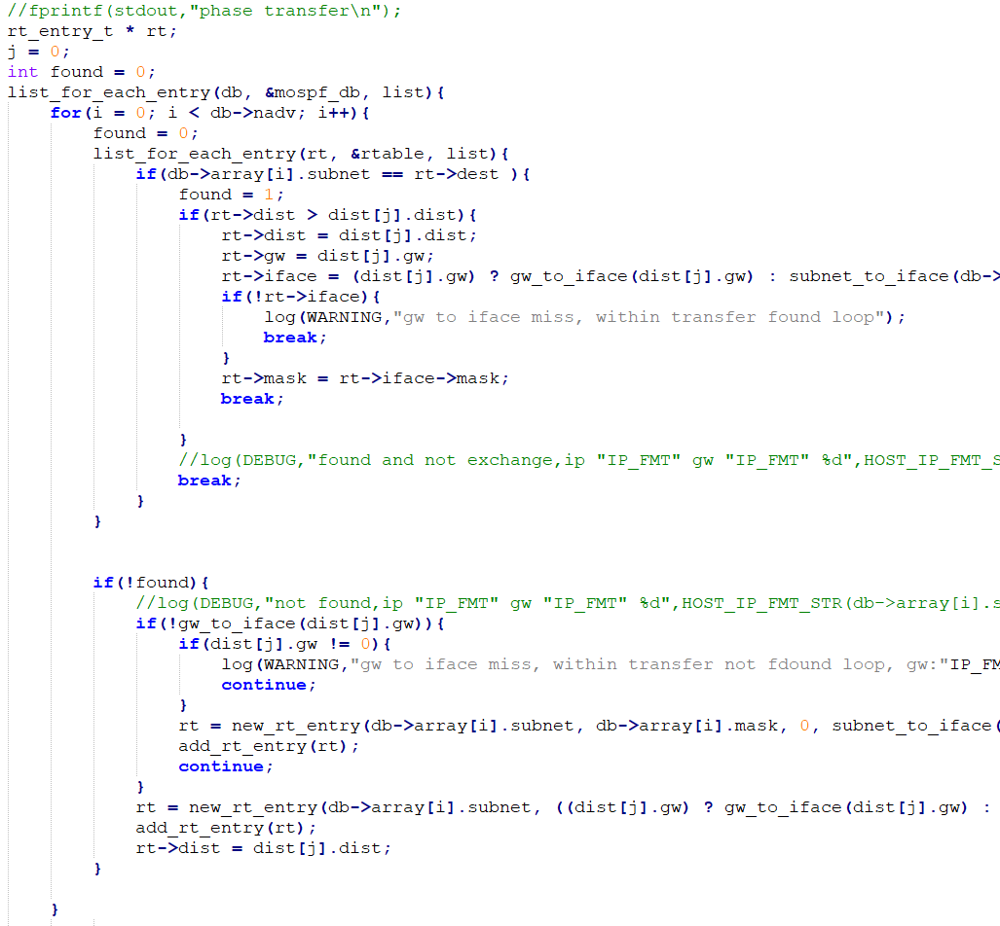 //fprintf(stdout,"phase transfer\n");
rt_entry_t * rt;
j = 0;
int found = 0;
list_for_each_entry(db, &mospf_db, list){
    for(i = 0; i < db->nadv; i++){
        found = 0;
        list_for_each_entry(rt, &rtable, list){
            if(db->array[i].subnet == rt->dest ){
                found = 1;
                if(rt->dist > dist[j].dist){
                    rt->dist = dist[j].dist;
                    rt->gw = dist[j].gw;
                    rt->iface = (dist[j].gw) ? gw_to_iface(dist[j].gw) : subnet_to_iface(db->
                    if(!rt->iface){
                        log(WARNING,"gw to iface miss, within transfer found loop");
                        break;
                    }
                    rt->mask = rt->iface->mask;
                    break;
                }
                //log(DEBUG,"found and not exchange,ip "IP_FMT" gw "IP_FMT" %d",HOST_IP_FMT_S
                break;
            }
        }
        if(!found){
            //log(DEBUG,"not found,ip "IP_FMT" gw "IP_FMT" %d",HOST_IP_FMT_STR(db->array[i].s
            if(!gw_to_iface(dist[j].gw)){
                if(dist[j].gw != 0){
                    log(WARNING,"gw to iface miss, within transfer not fdound loop, gw:"IP_FM
                    continue;
                }
                rt = new_rt_entry(db->array[i].subnet, db->array[i].mask, 0, subnet_to_iface(
                add_rt_entry(rt);
                continue;
            }
            rt = new_rt_entry(db->array[i].subnet, ((dist[j].gw) ? gw_to_iface(dist[j].gw) :
            add_rt_entry(rt);
            rt->dist = dist[j].dist;
        }
    }